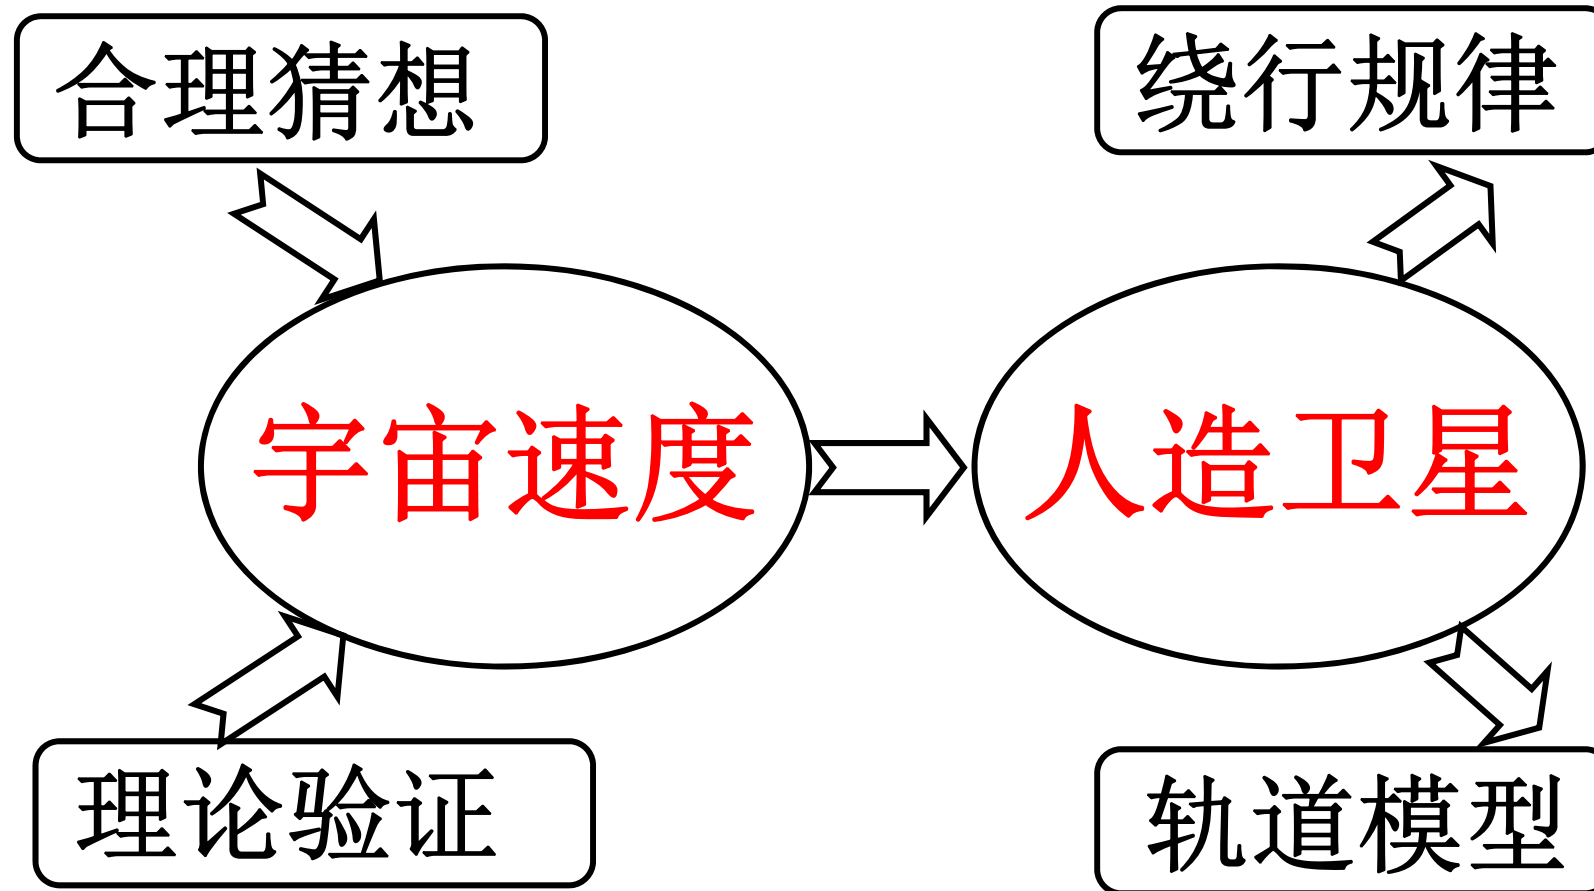 合理猜想
绕行规律
宇宙速度
人造卫星
理论验证
轨道模型